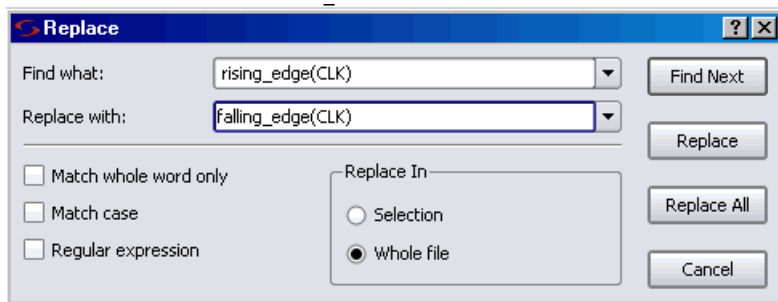 Replace
Find what:
rising_edge(CLK)
Find Next
Replace with:
falling_edge(CLK)
Replace
Match whole word only
Replace In
Match case
Selection
Replace All
Regular expression
Whole file
Cancel